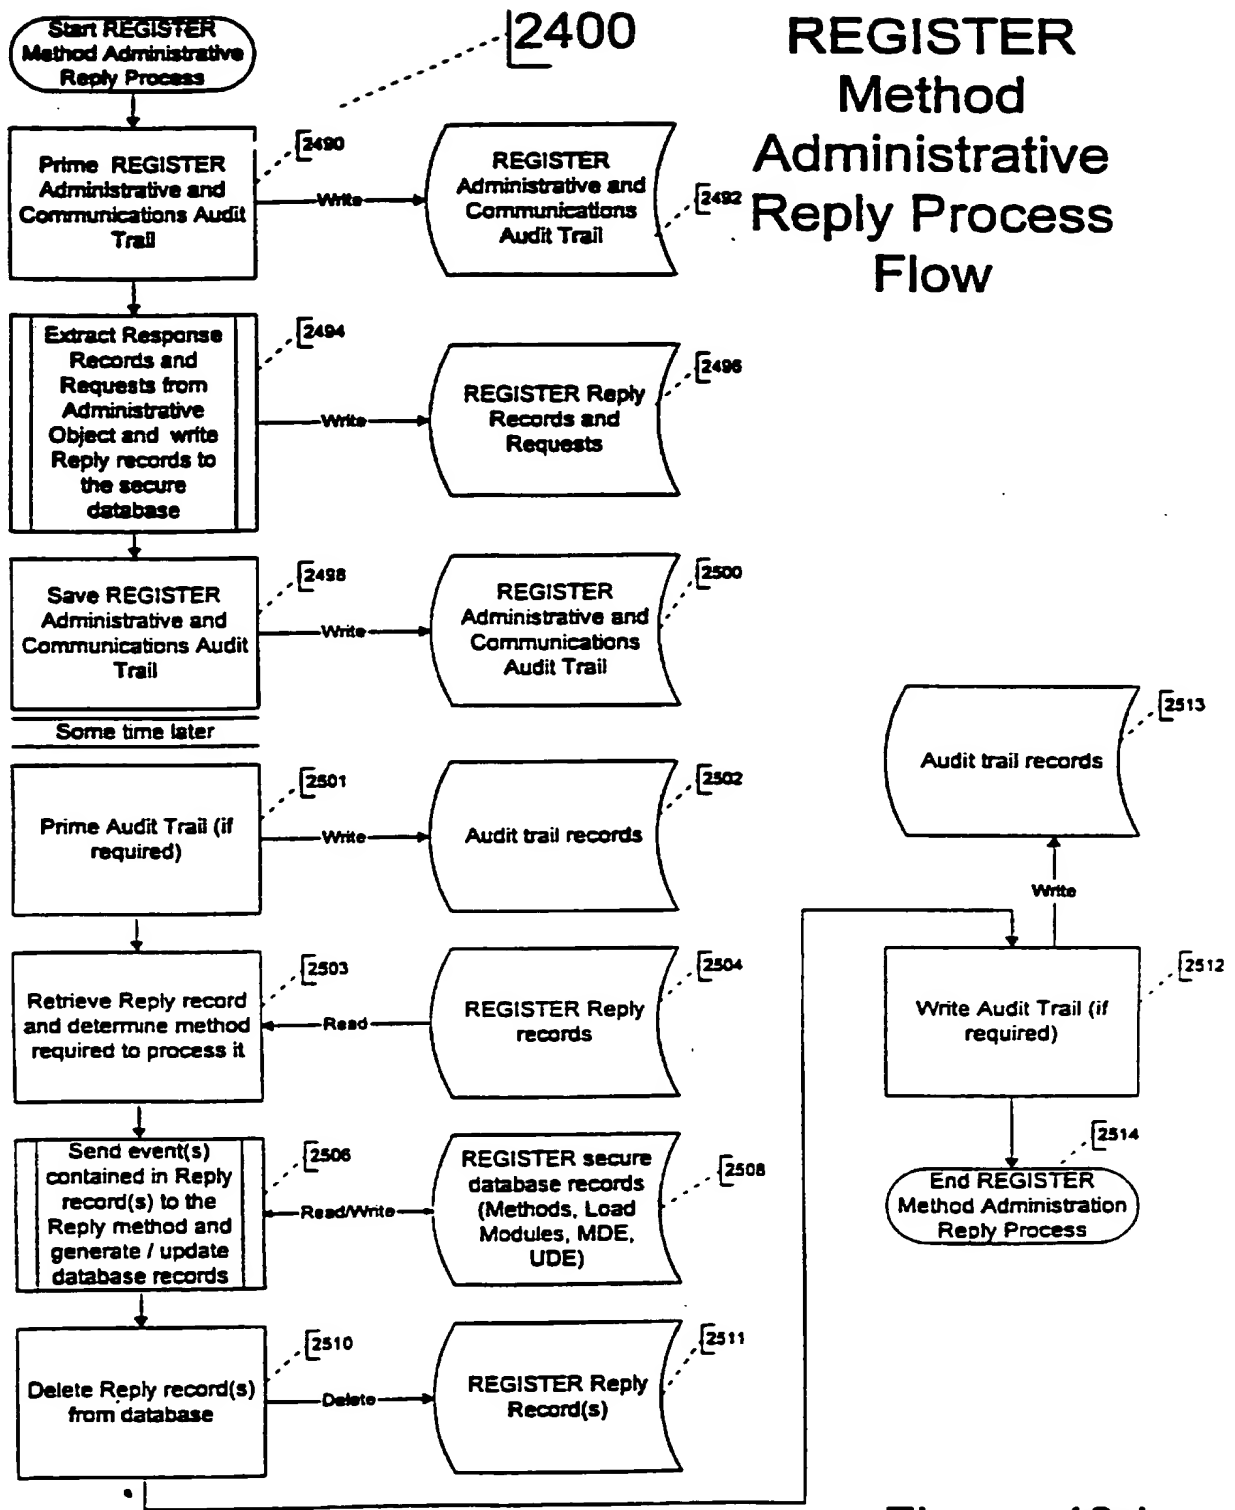 Start REGISTER
Method Administrative
Reply Process
2400
REGISTER
Method
Administrative
Reply Process
Flow
Prime REGISTER
Administrative and
Communications Audit
Trail
2490
Write
REGISTER
Administrative and
Communications
Audit Trail
2492
Extract Response
Records and
Requests from
Administrative
Object and write
Reply records to
the secure
database
2494
Write
REGISTER Reply
Records and
Requests
2496
Save REGISTER
Administrative and
Communications Audit
Trail
2498
Write
REGISTER
Administrative and
Communications
Audit Trail
2500
Some time later
Prime Audit Trail (if
required)
2501
Write
Audit trail records
2502
Retrieve Reply record
and determine method
required to process it
2503
Read
REGISTER Reply
records
2504
Send event(s)
contained in Reply
record(s) to the
Reply method and
generate / update
database records
2506
Read/Write
REGISTER secure
database records
(Methods, Load
Modules, MDE,
UDE)
2508
Delete Reply record(s)
from database
2510
Delete
REGISTER Reply
Record(s)
2511
Audit trail records
2513
Write
Write Audit Trail (if
required)
2512
2514
End REGISTER
Method Administration
Reply Process